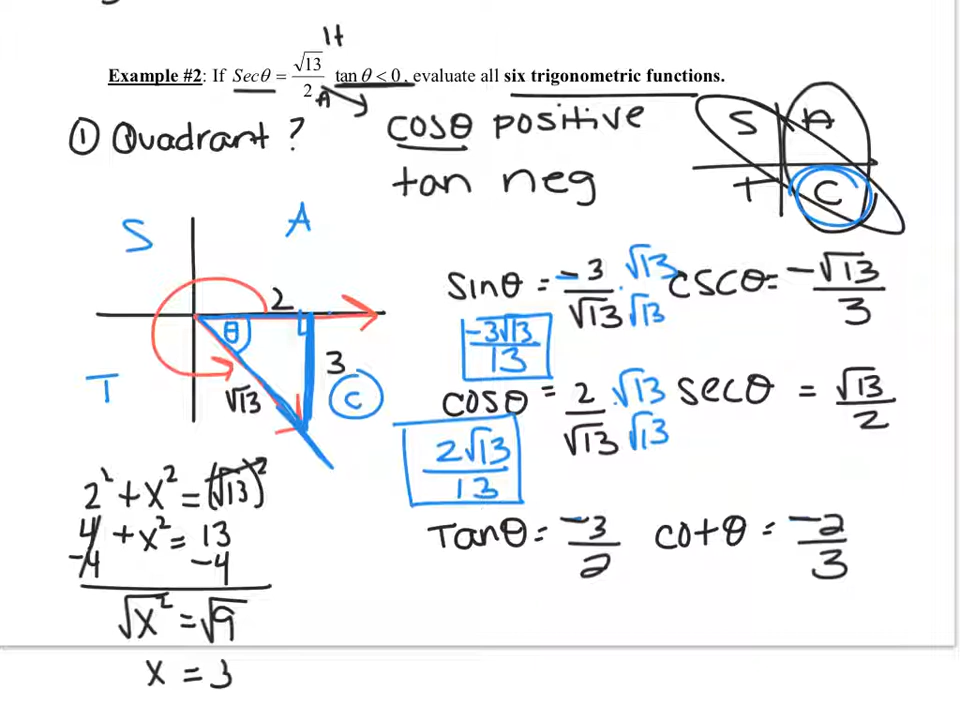 H
Example #2: If Secθ = √13/2 tan θ < 0, evaluate all six trigonometric functions.
A
① Quadrant ?
cosθ positive
tan neg
S A
T C
S A
T C
2
θ
3
√13
sinθ = -3/√13 · √13/√13 cscθ = -√13/3
-3√13/13
cosθ = 2/√13 · √13/√13 secθ = √13/2
2√13/13
Tanθ = -3/2 cotθ = -2/3
2² + x² = (√13)²
4 + x² = 13
-4 -4
√x² = √9
x = 3